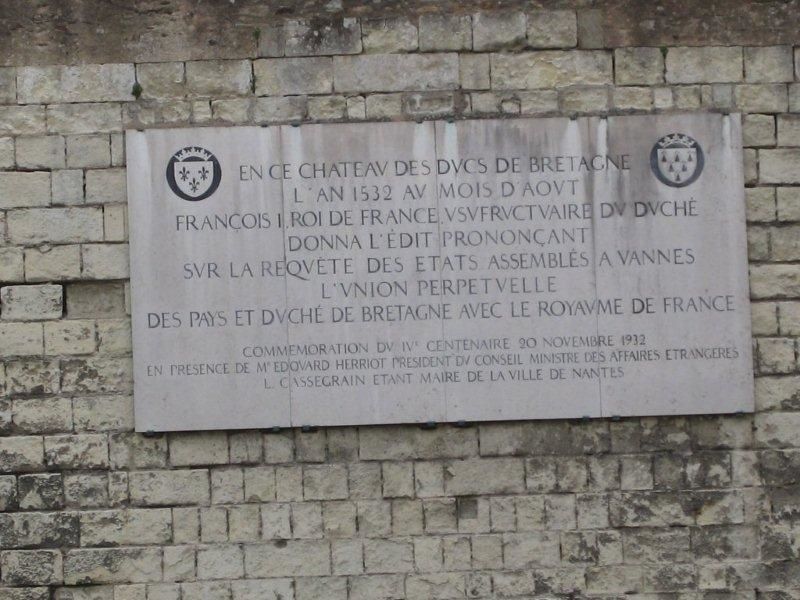 EN CE CHATEAV DES DVCS DE BRETAGNE
L'AN 1532 AV MOIS D'AOVT
FRANÇOIS I, ROI DE FRANCE, VSVFRVCTVAIRE DV DVCHÉ
DONNA L'ÉDIT PRONONÇANT
SVR LA REQVÊTE DES ETATS ASSEMBLÉS A VANNES
L'VNION PERPETVELLE
DES PAYS ET DVCHÉ DE BRETAGNE AVEC LE ROYAVME DE FRANCE
COMMEMORATION DV IVᵉ CENTENAIRE 20 NOVEMBRE 1932
EN PRESENCE DE Mʳ EDOVARD HERRIOT PRÉSIDENT DV CONSEIL MINISTRE DES AFFAIRES ETRANGERES
L. CASSEGRAIN ETANT MAIRE DE LA VILLE DE NANTES